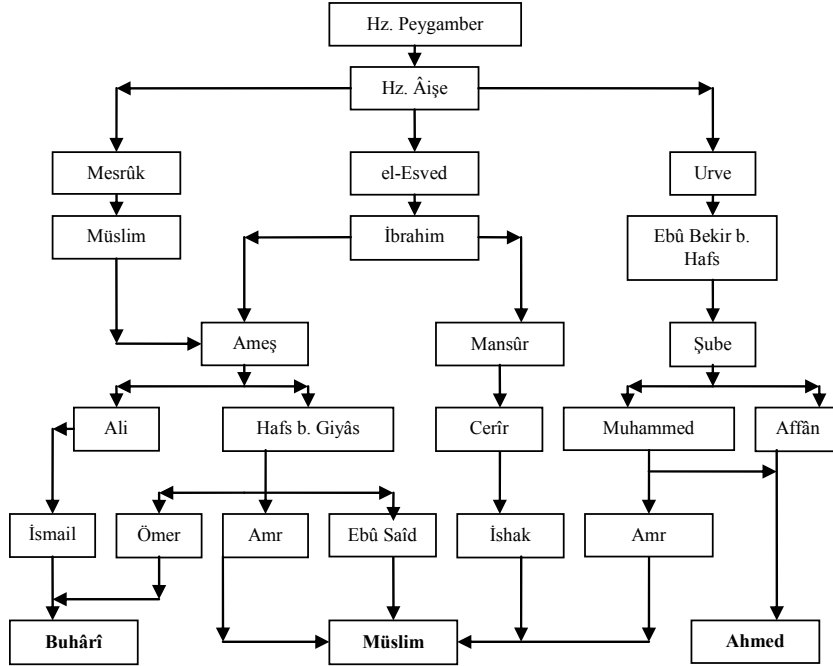 Hz. Peygamber
Hz. Âişe
Mesrûk
el-Esved
Urve
Müslim
İbrahim
Ebû Bekir b.
Hafs
Ameş
Mansûr
Şube
Ali
Hafs b. Giyâs
Cerîr
Muhammed
Affân
İsmail
Ömer
Amr
Ebû Saîd
İshak
Amr
Buhârî
Müslim
Ahmed